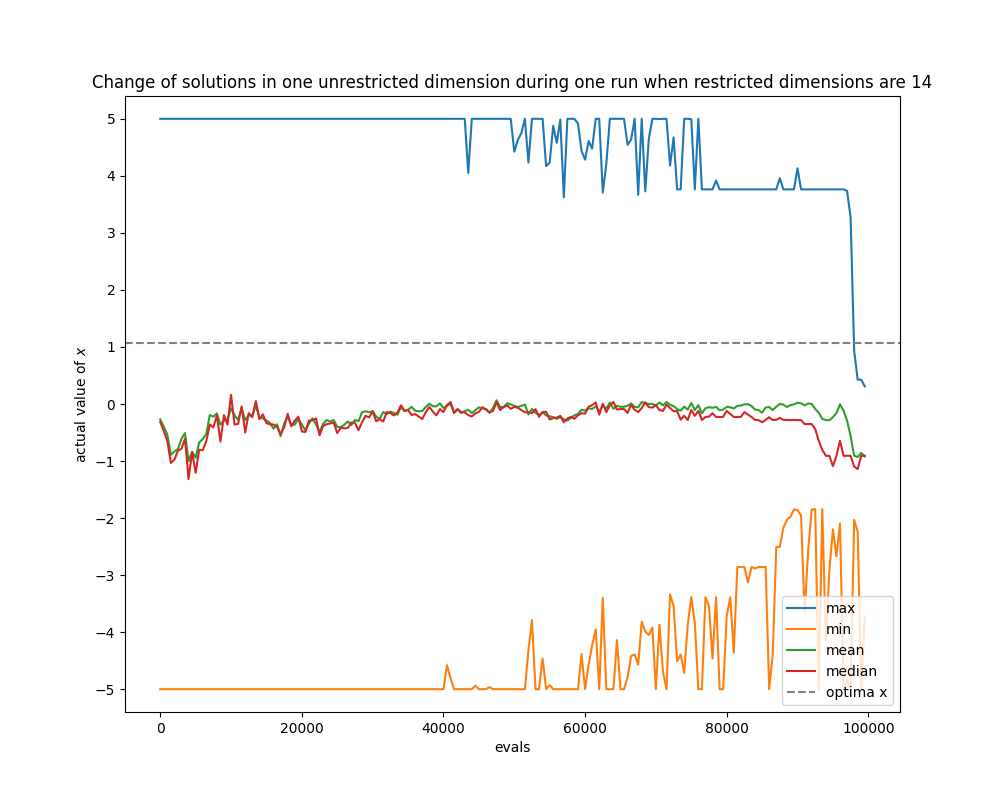 Change of solutions in one unrestricted dimension during one run when restricted dimensions are 14
5
4
3
2
1
0
−1
−2
−3
−4
−5
actual value of x
max
min
mean
median
optima x
0 20000 40000 60000 80000 100000
evals